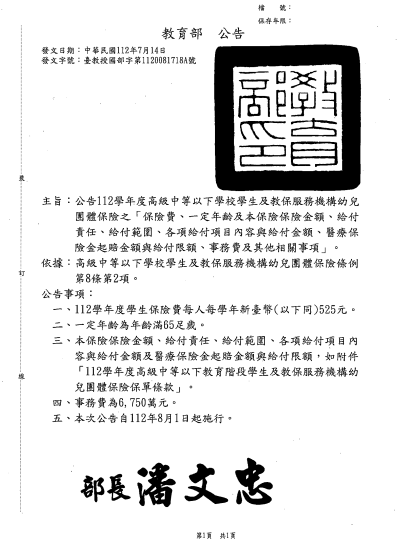 檔　　號：
保存年限：
教育部　公告
發文日期：中華民國112年7月14日
發文字號：臺教授國部字第1120081718A號
主旨：公告112學年度高級中等以下學校學生及教保服務機構幼兒
團體保險之「保險費、一定年齡及本保險保險金額、給付
責任、給付範圍、各項給付項目內容與給付金額、醫療保
險金起賠金額與給付限額、事務費及其他相關事項」。
依據：高級中等以下學校學生及教保服務機構幼兒團體保險條例
第8條第2項。
公告事項：
一、112學年度學生保險費每人每學年新臺幣(以下同)525元。
二、一定年齡為年齡滿65足歲。
三、本保險保險金額、給付責任、給付範圍、各項給付項目內
容與給付金額及醫療保險金起賠金額與給付限額，如附件
「112學年度高級中等以下教育階段學生及教保服務機構幼
兒團體保險保單條款」。
四、事務費為6,750萬元。
五、本次公告自112年8月1日起施行。
裝
訂
線
部長潘文忠
第1頁　共1頁